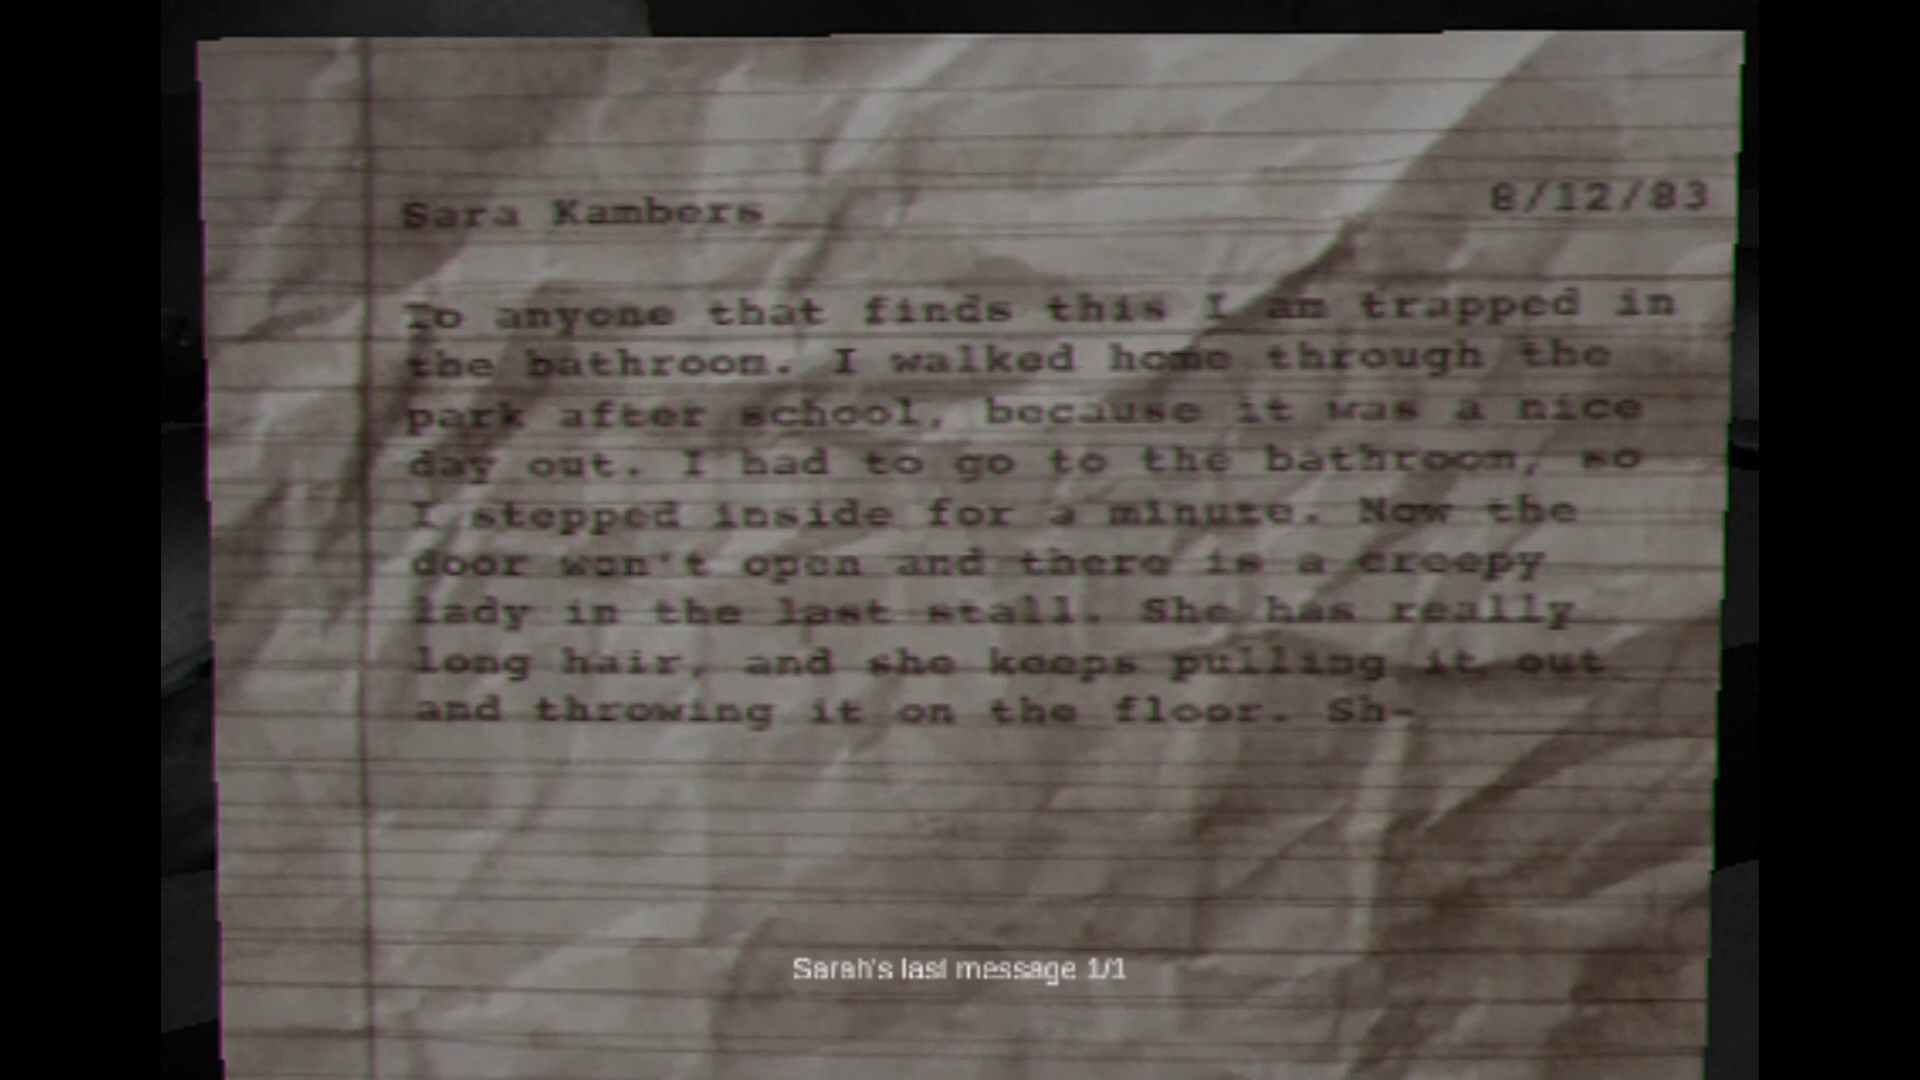 Sara Kambers
8/12/83
To anyone that finds this I am trapped in
the bathroom. I walked home through the
park after school, because it was a nice
day out. I had to go to the bathroom, so
I stepped inside for a minute. Now the
door won't open and there is a creepy
lady in the last stall. She has really
long hair, and she keeps pulling it out
and throwing it on the floor. Sh-
Sarah's last message 1/1